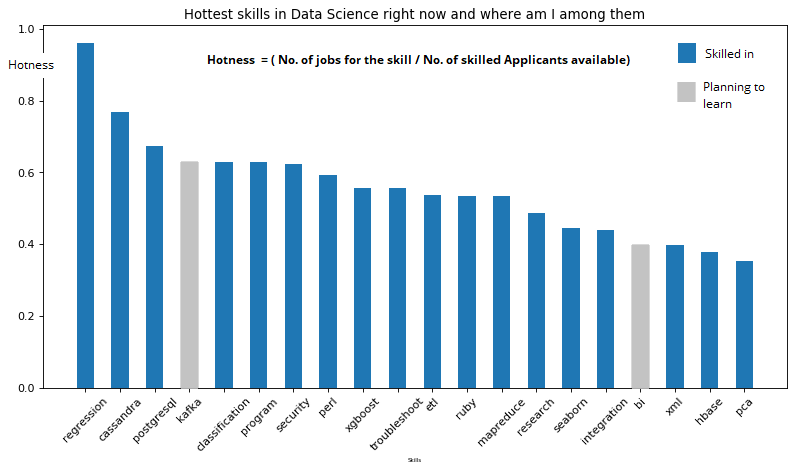 Hottest skills in Data Science right now and where am I among them
1.0
Hotness = ( No. of jobs for the skill / No. of skilled Applicants available)
Skilled in
Hotness
Planning to
learn
0.8
0.6
0.4
0.2
0.0
regression
cassandra
postgresql
kafka
classification
program
security
perl
xgboost
troubleshoot
etl
ruby
mapreduce
research
seaborn
integration
bi
xml
hbase
pca
Skills